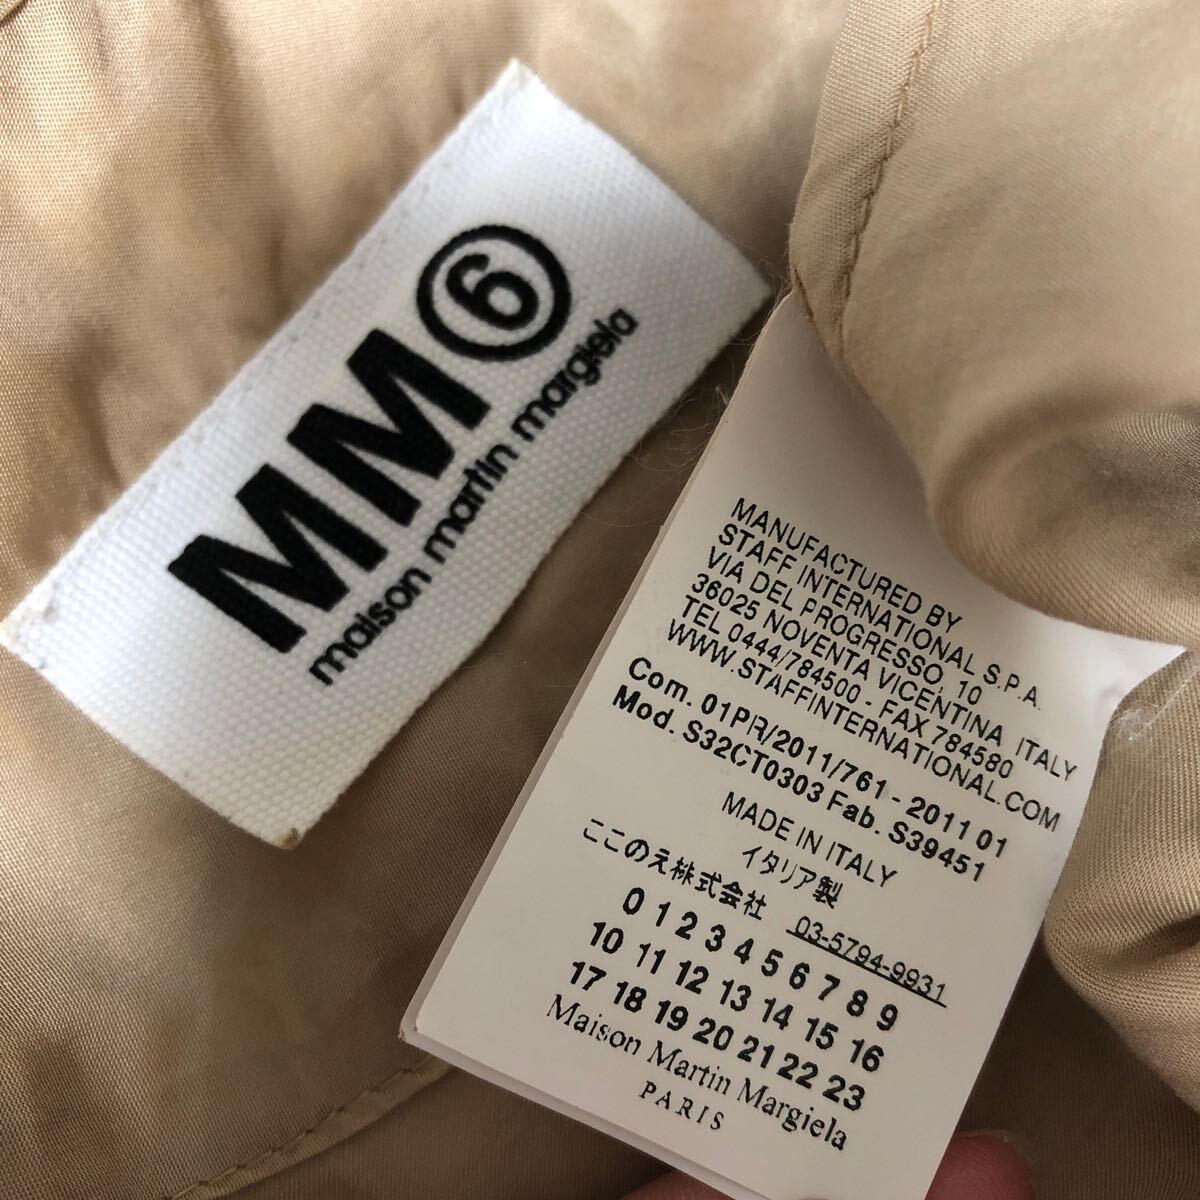 MM⑥
maison martin margiela
MANUFACTURED BY
STAFF INTERNATIONAL S.P.A.
VIA DEL PROGRESSO, 10
36025 NOVENTA VICENTINA, ITALY
TEL 0444/784500 - FAX 784580
WWW.STAFFINTERNATIONAL.COM
Com. 01PR/2011/761 - 2011 01
Mod. S32CT0303 Fab. S39451
MADE IN ITALY
イタリア製
ここのえ株式会社 03-5794-9931
0 1 2 3 4 5 6 7 8 9
10 11 12 13 14 15 16
17 18 19 20 21 22 23
Maison Martin Margiela
PARIS